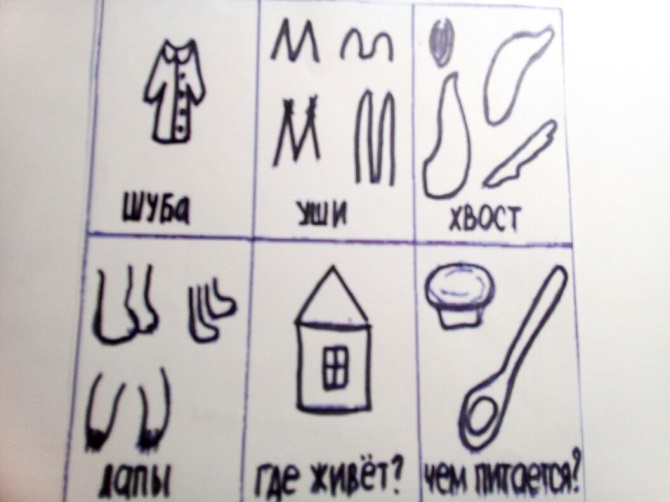 шуба
уши
хвост
лапы
где живёт?
чем питается?